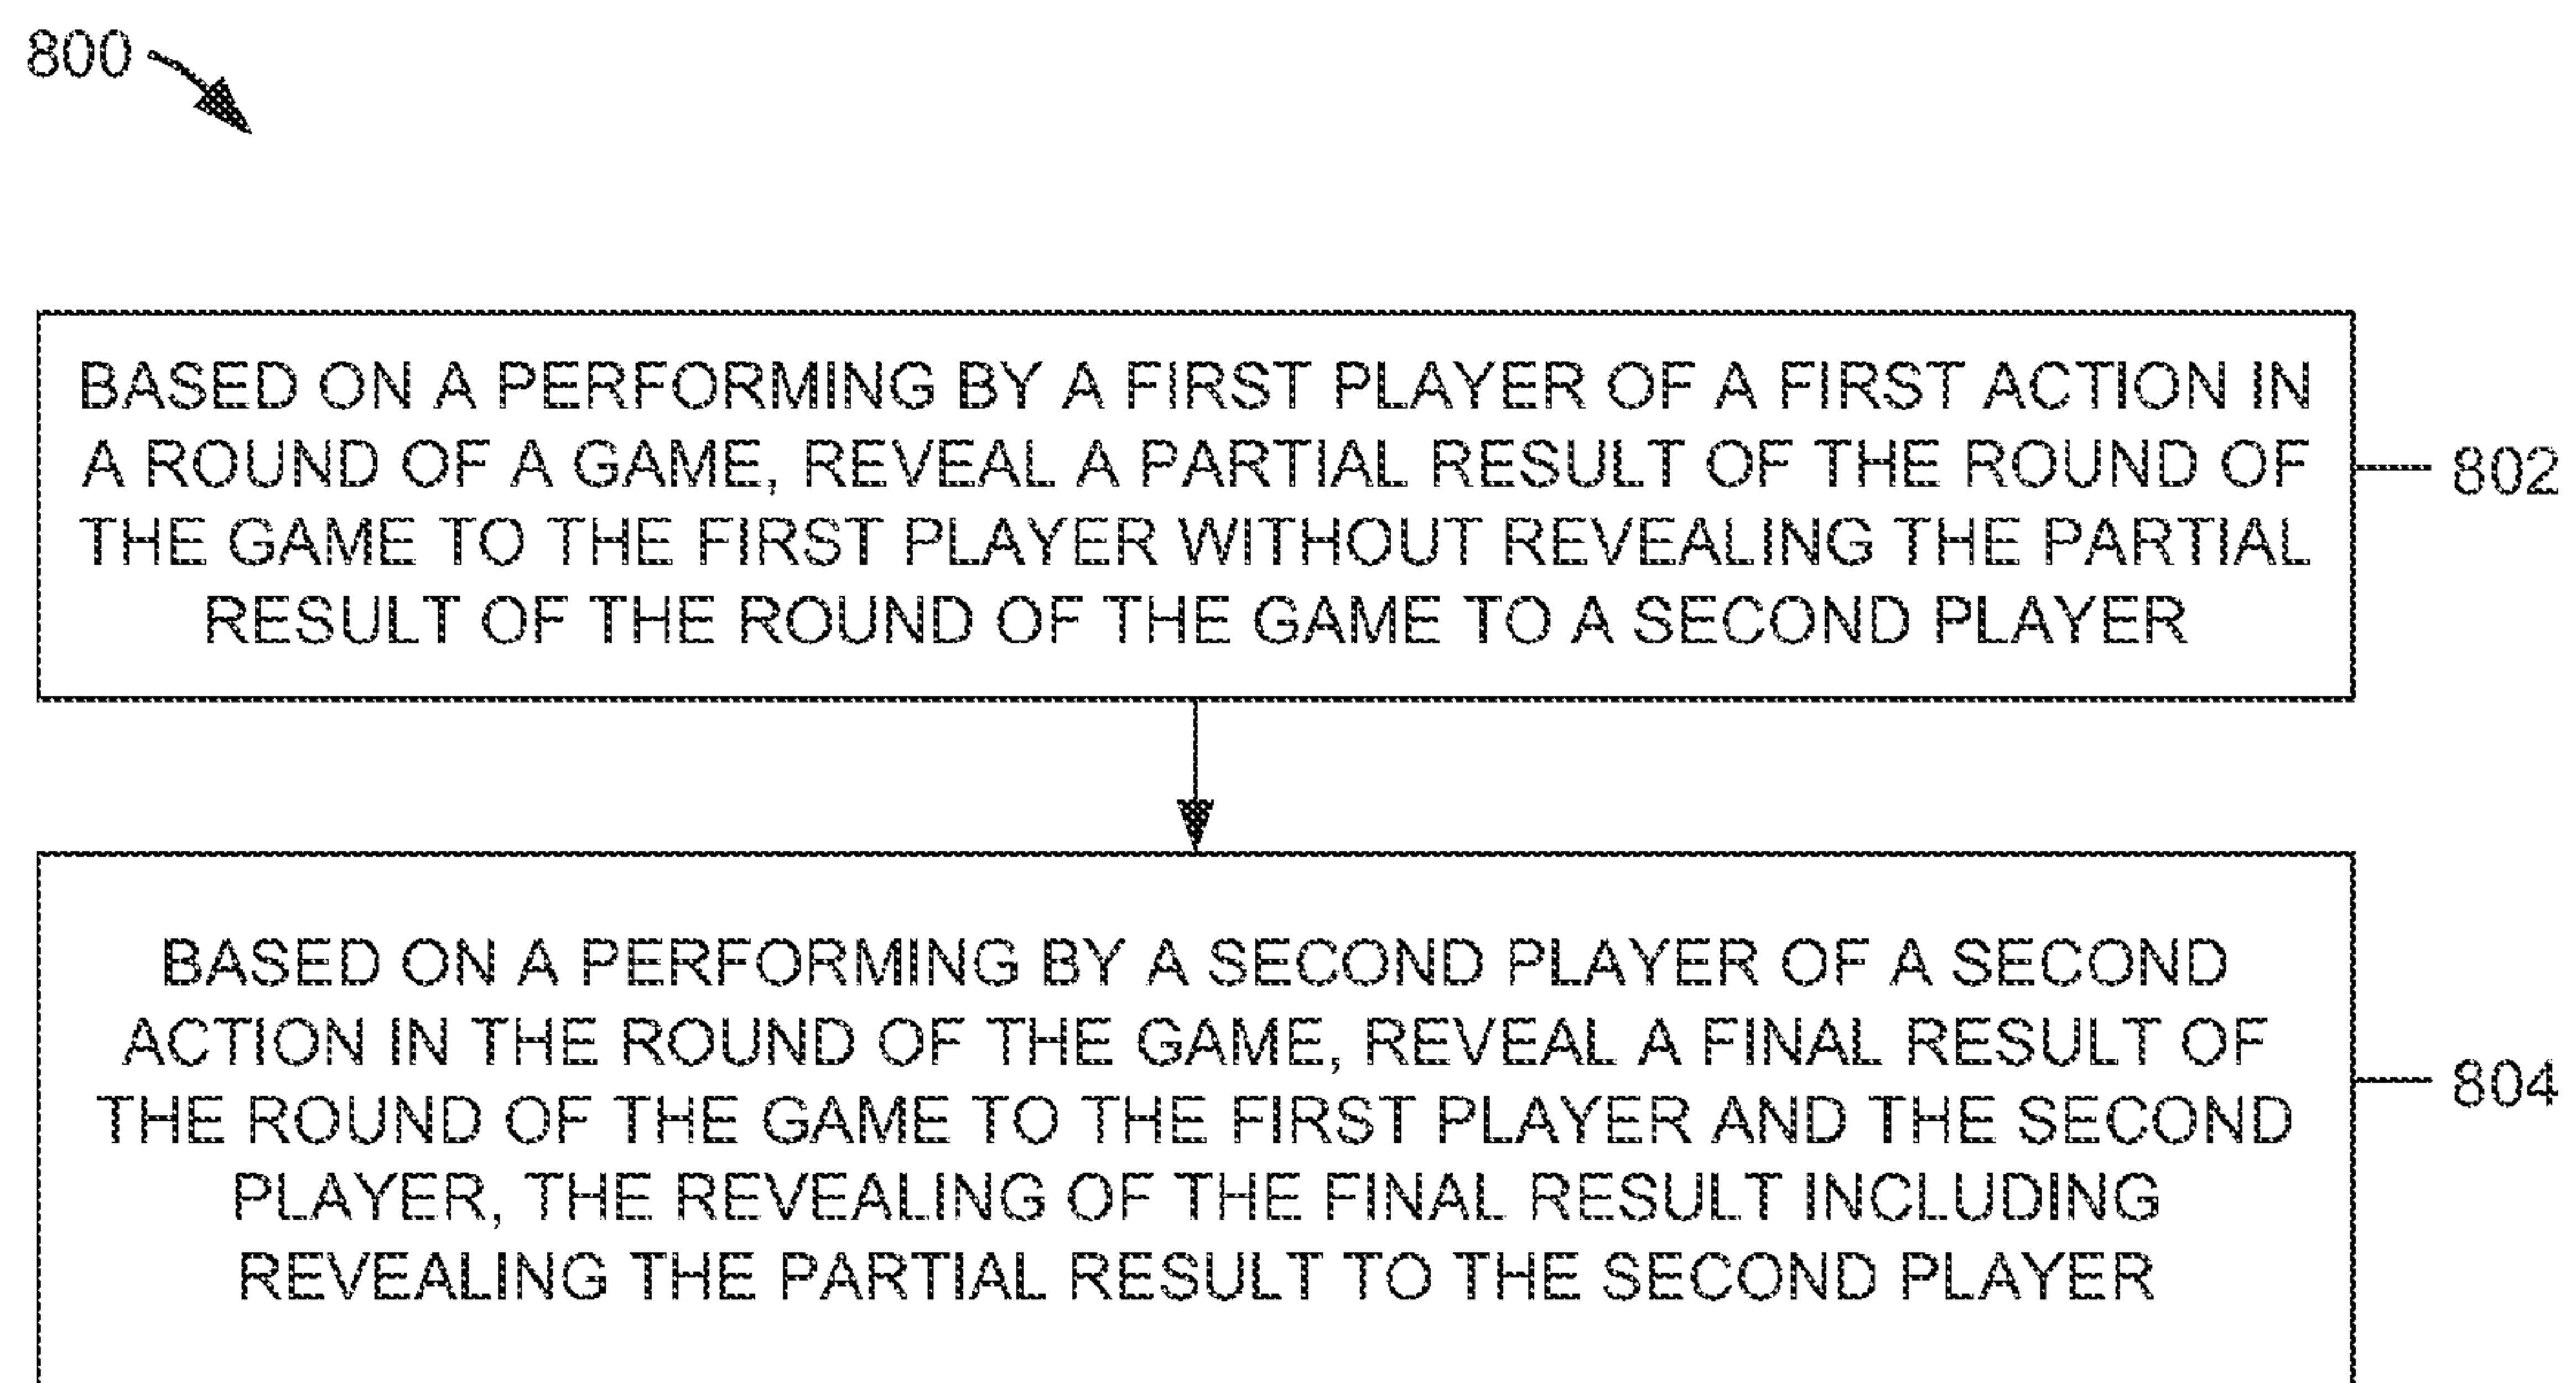 800
BASED ON A PERFORMING BY A FIRST PLAYER OF A FIRST ACTION IN
A ROUND OF A GAME, REVEAL A PARTIAL RESULT OF THE ROUND OF
THE GAME TO THE FIRST PLAYER WITHOUT REVEALING THE PARTIAL
RESULT OF THE ROUND OF THE GAME TO A SECOND PLAYER
802
BASED ON A PERFORMING BY A SECOND PLAYER OF A SECOND
ACTION IN THE ROUND OF THE GAME, REVEAL A FINAL RESULT OF
THE ROUND OF THE GAME TO THE FIRST PLAYER AND THE SECOND
PLAYER, THE REVEALING OF THE FINAL RESULT INCLUDING
REVEALING THE PARTIAL RESULT TO THE SECOND PLAYER
804